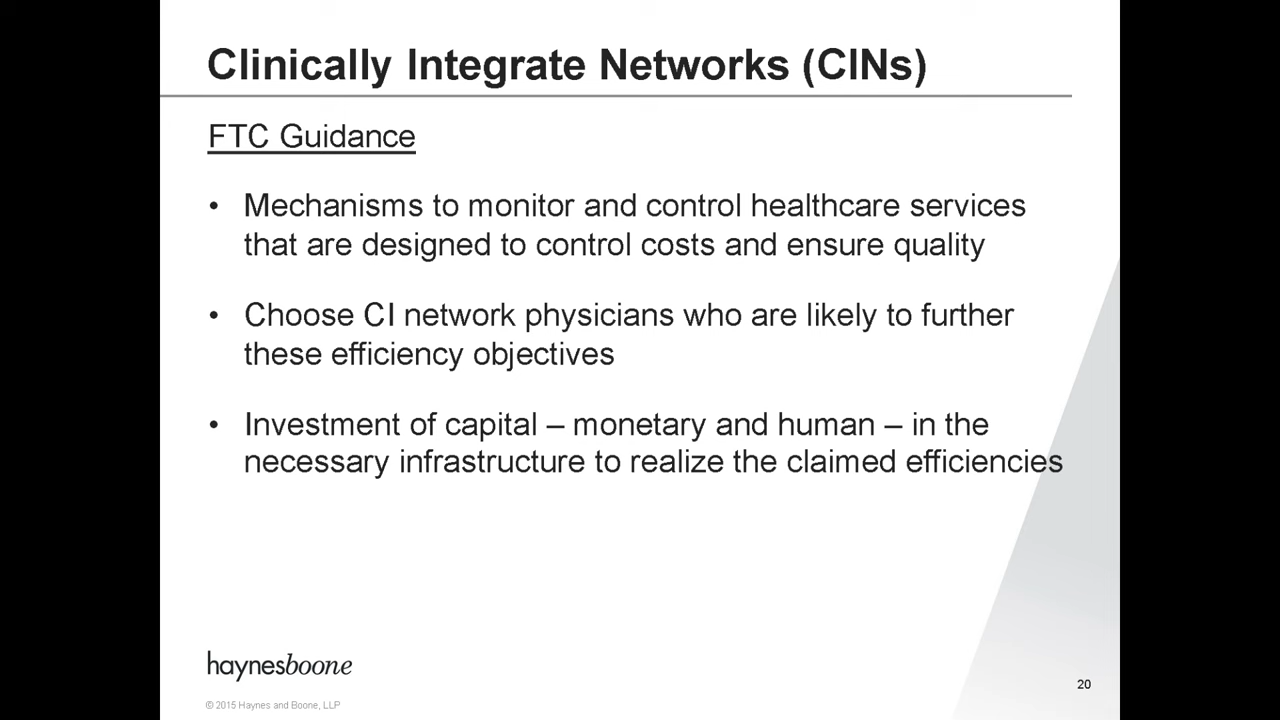 Clinically Integrate Networks (CINs)
FTC Guidance
• Mechanisms to monitor and control healthcare services
that are designed to control costs and ensure quality
• Choose CI network physicians who are likely to further
these efficiency objectives
• Investment of capital – monetary and human – in the
necessary infrastructure to realize the claimed efficiencies
haynesboone
20
© 2015 Haynes and Boone, LLP